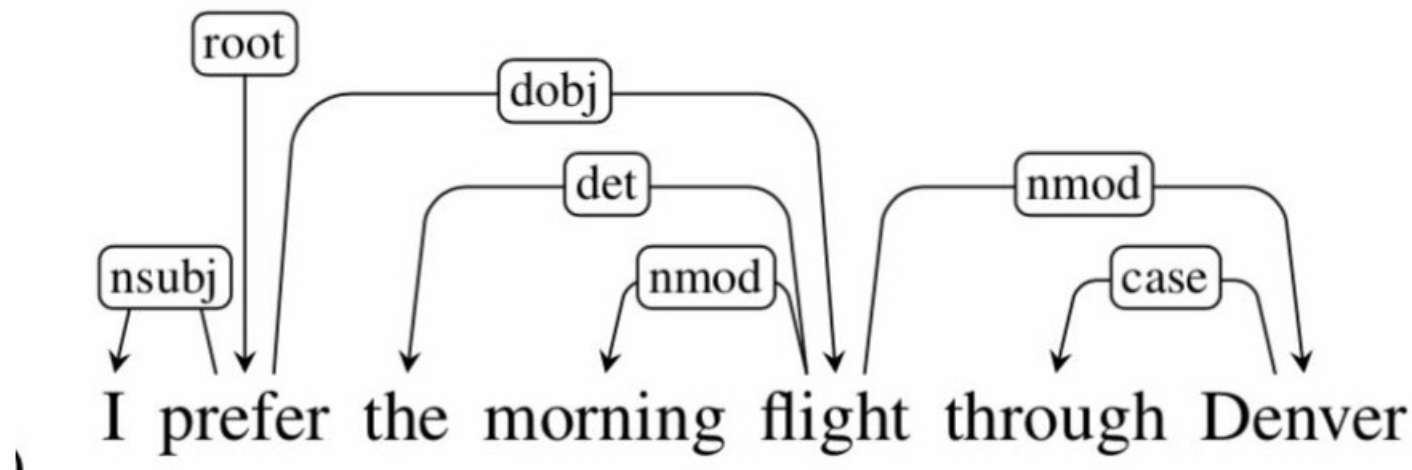 root
dobj
det
nmod
nsubj
nmod
case
I prefer the morning flight through Denver
)